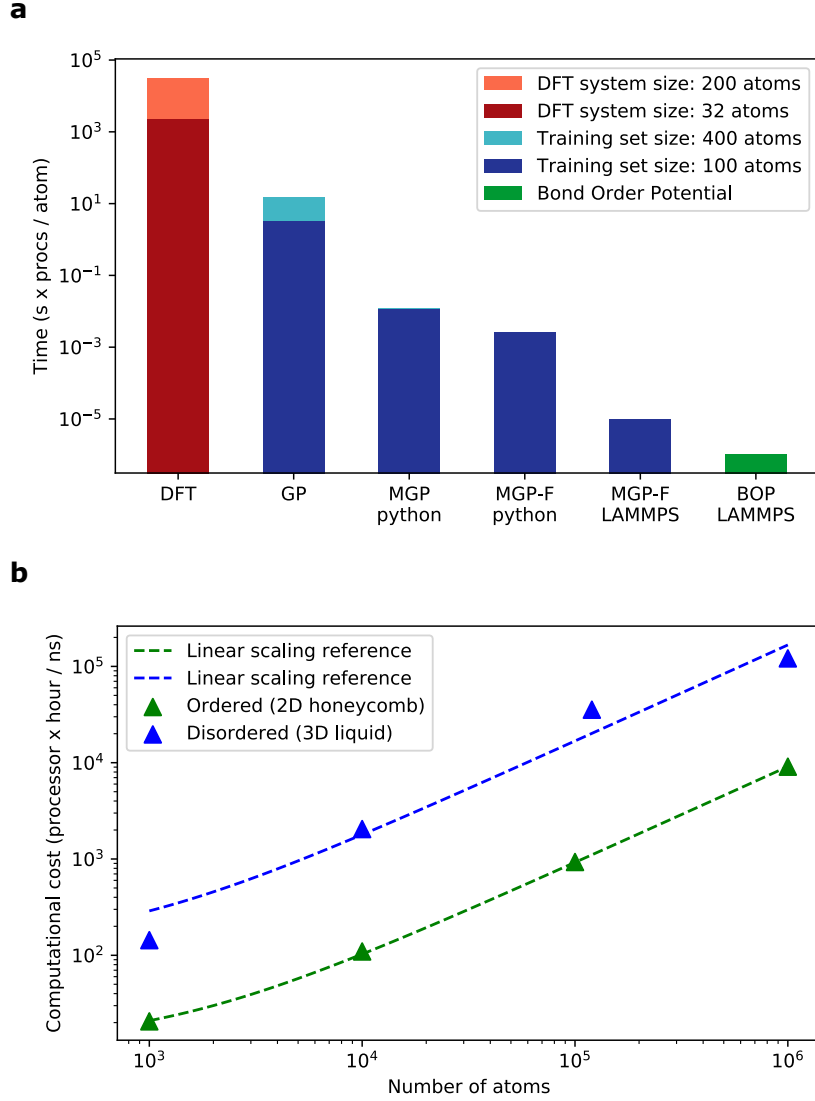 a
Time (s x procs / atom)
10^5
10^3
10^1
10^-1
10^-3
10^-5
DFT system size: 200 atoms
DFT system size: 32 atoms
Training set size: 400 atoms
Training set size: 100 atoms
Bond Order Potential
DFT
GP
MGP
python
MGP-F
python
MGP-F
LAMMPS
BOP
LAMMPS
b
Computational cost (processor x hour / ns)
10^5
10^4
10^3
10^2
Linear scaling reference
Linear scaling reference
Ordered (2D honeycomb)
Disordered (3D liquid)
10^3
10^4
10^5
10^6
Number of atoms